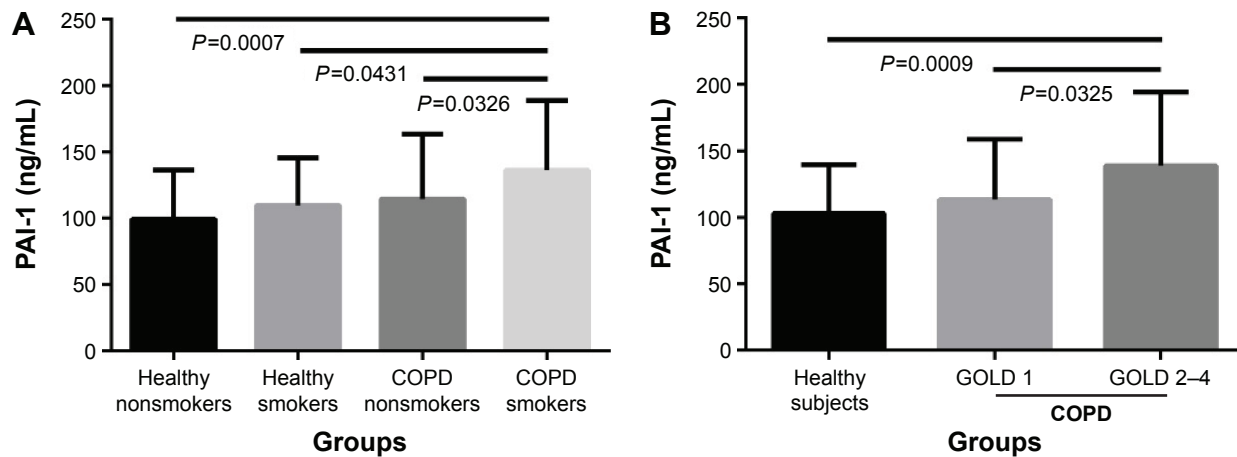 A
PAI-1 (ng/mL)
250
200
150
100
50
0
P=0.0007
P=0.0431
P=0.0326
Healthy nonsmokers
Healthy smokers
COPD nonsmokers
COPD smokers
Groups
B
PAI-1 (ng/mL)
250
200
150
100
50
0
P=0.0009
P=0.0325
Healthy subjects
GOLD 1
GOLD 2–4
COPD
Groups